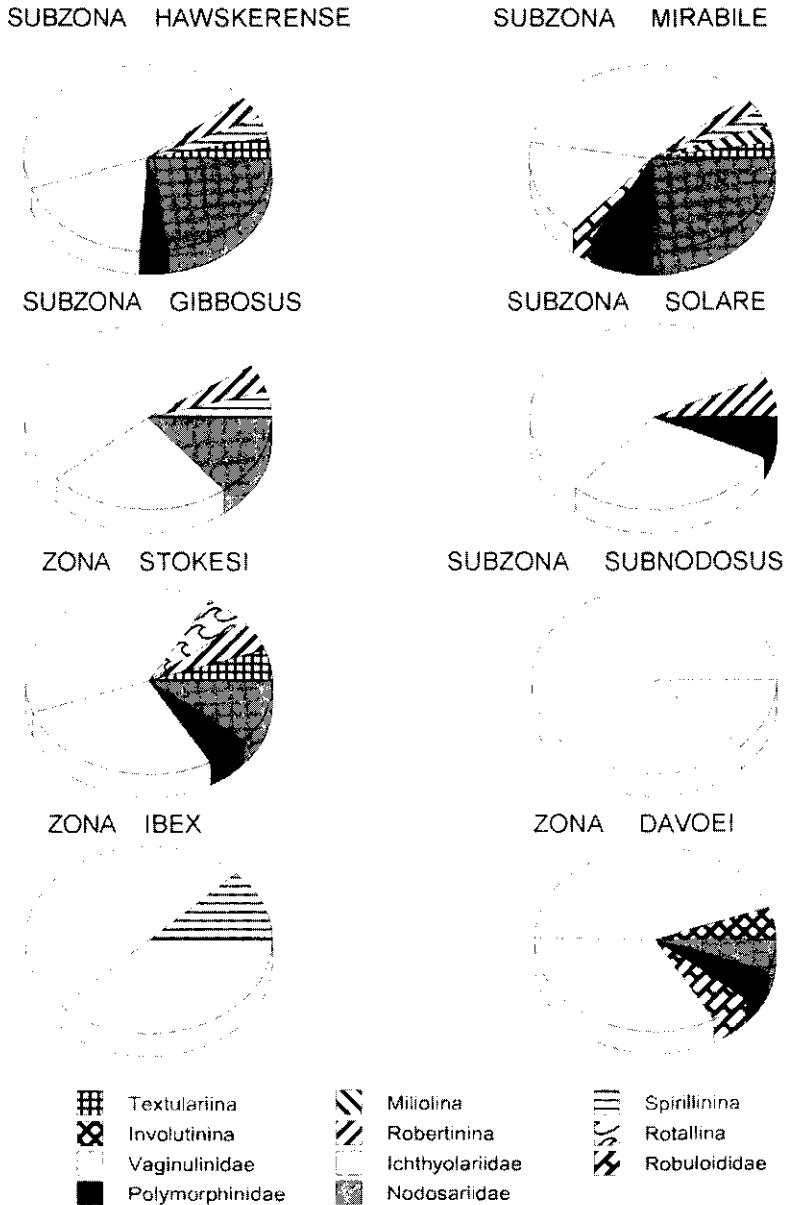 SUBZONA HAWSKERENSE
SUBZONA MIRABILE
SUBZONA GIBBOSUS
SUBZONA SOLARE
ZONA STOKESI
SUBZONA SUBNODOSUS
ZONA IBEX
ZONA DAVOEI
Textulariina
Miliolina
Spirillinina
Involutinina
Robertinina
Rotallina
Vaginulinidae
Ichthyolariidae
Robuloididae
Polymorphinidae
Nodosariidae